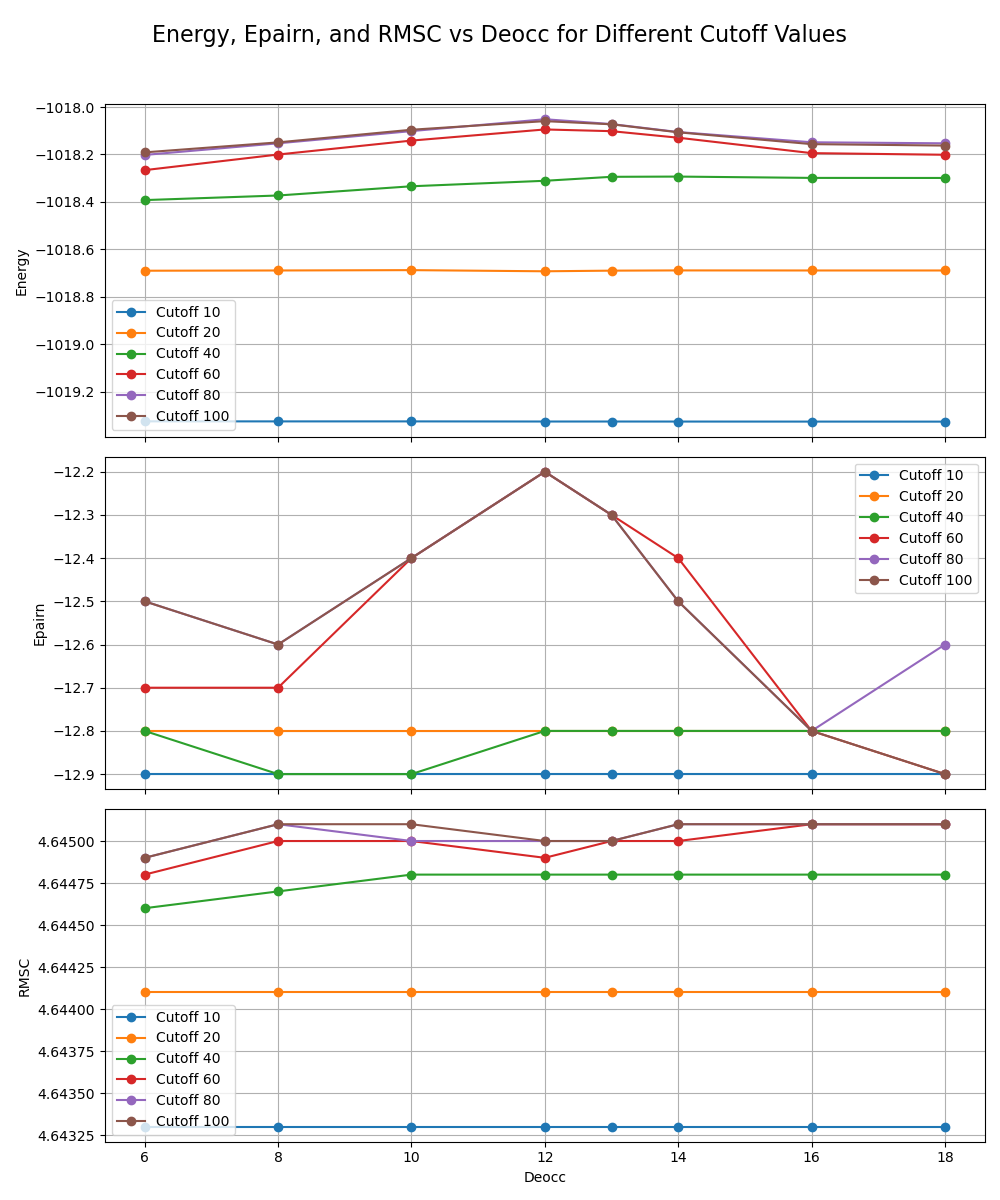 Energy, Epairn, and RMSC vs Deocc for Different Cutoff Values
−1018.0
−1018.2
−1018.4
−1018.6
−1018.8
−1019.0
−1019.2
Energy
Cutoff 10
Cutoff 20
Cutoff 40
Cutoff 60
Cutoff 80
Cutoff 100
−12.2
−12.3
−12.4
−12.5
−12.6
−12.7
−12.8
−12.9
Epairn
Cutoff 10
Cutoff 20
Cutoff 40
Cutoff 60
Cutoff 80
Cutoff 100
4.64500
4.64475
4.64450
4.64425
4.64400
4.64375
4.64350
4.64325
RMSC
Cutoff 10
Cutoff 20
Cutoff 40
Cutoff 60
Cutoff 80
Cutoff 100
6 8 10 12 14 16 18
Deocc